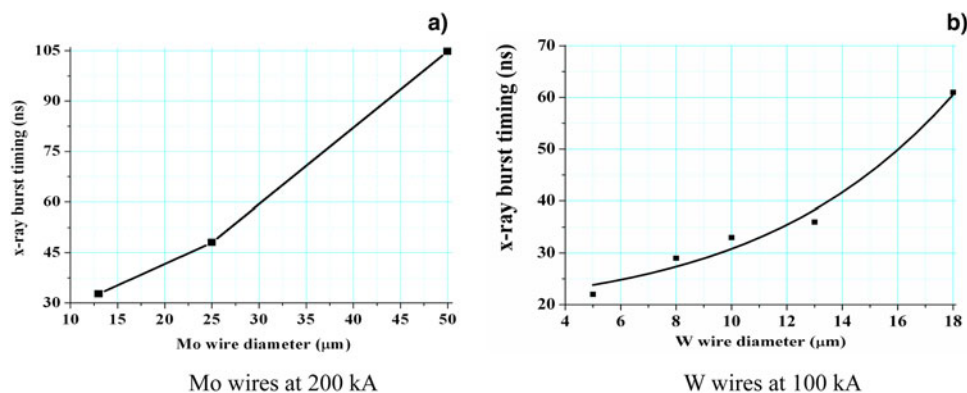 a)
x-ray burst timing (ns)
105
90
75
60
45
30
10 15 20 25 30 35 40 45 50
Mo wire diameter (µm)
Mo wires at 200 kA
b)
x-ray burst timing (ns)
70
60
50
40
30
20
4 6 8 10 12 14 16 18
W wire diameter (µm)
W wires at 100 kA